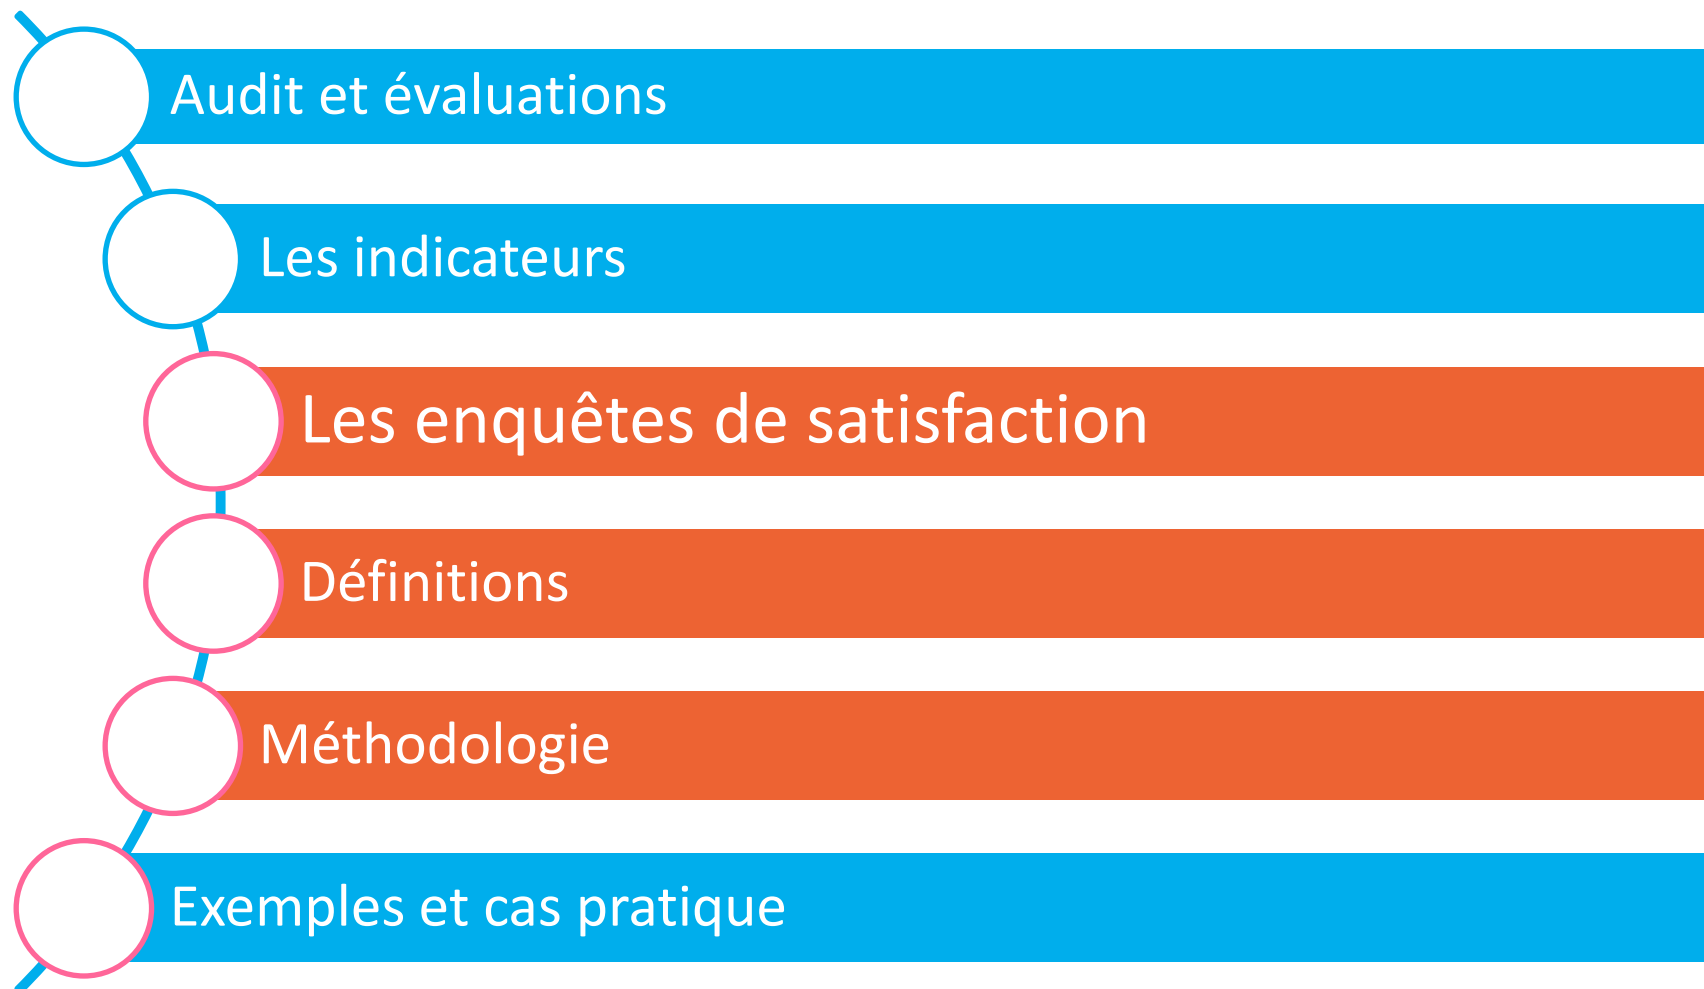 Audit et évaluations
Les indicateurs
Les enquêtes de satisfaction
Définitions
Méthodologie
Exemples et cas pratique